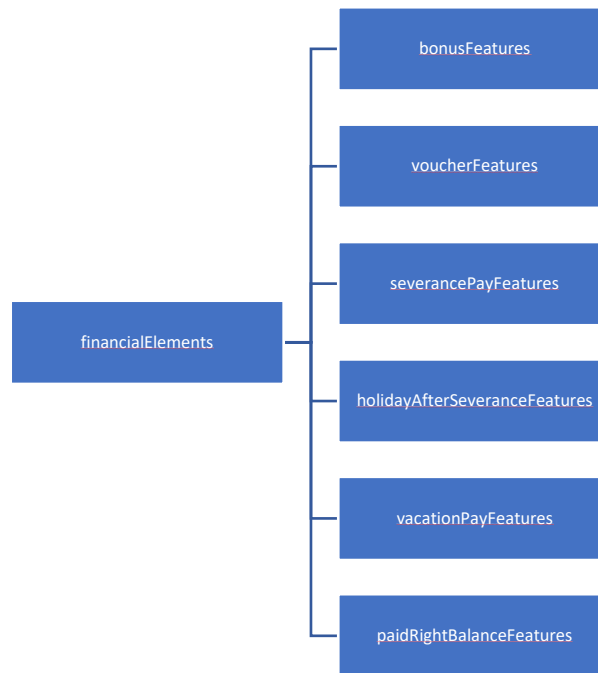 bonusFeatures
voucherFeatures
severancePayFeatures
financialElements
holidayAfterSeveranceFeatures
vacationPayFeatures
paidRightBalanceFeatures